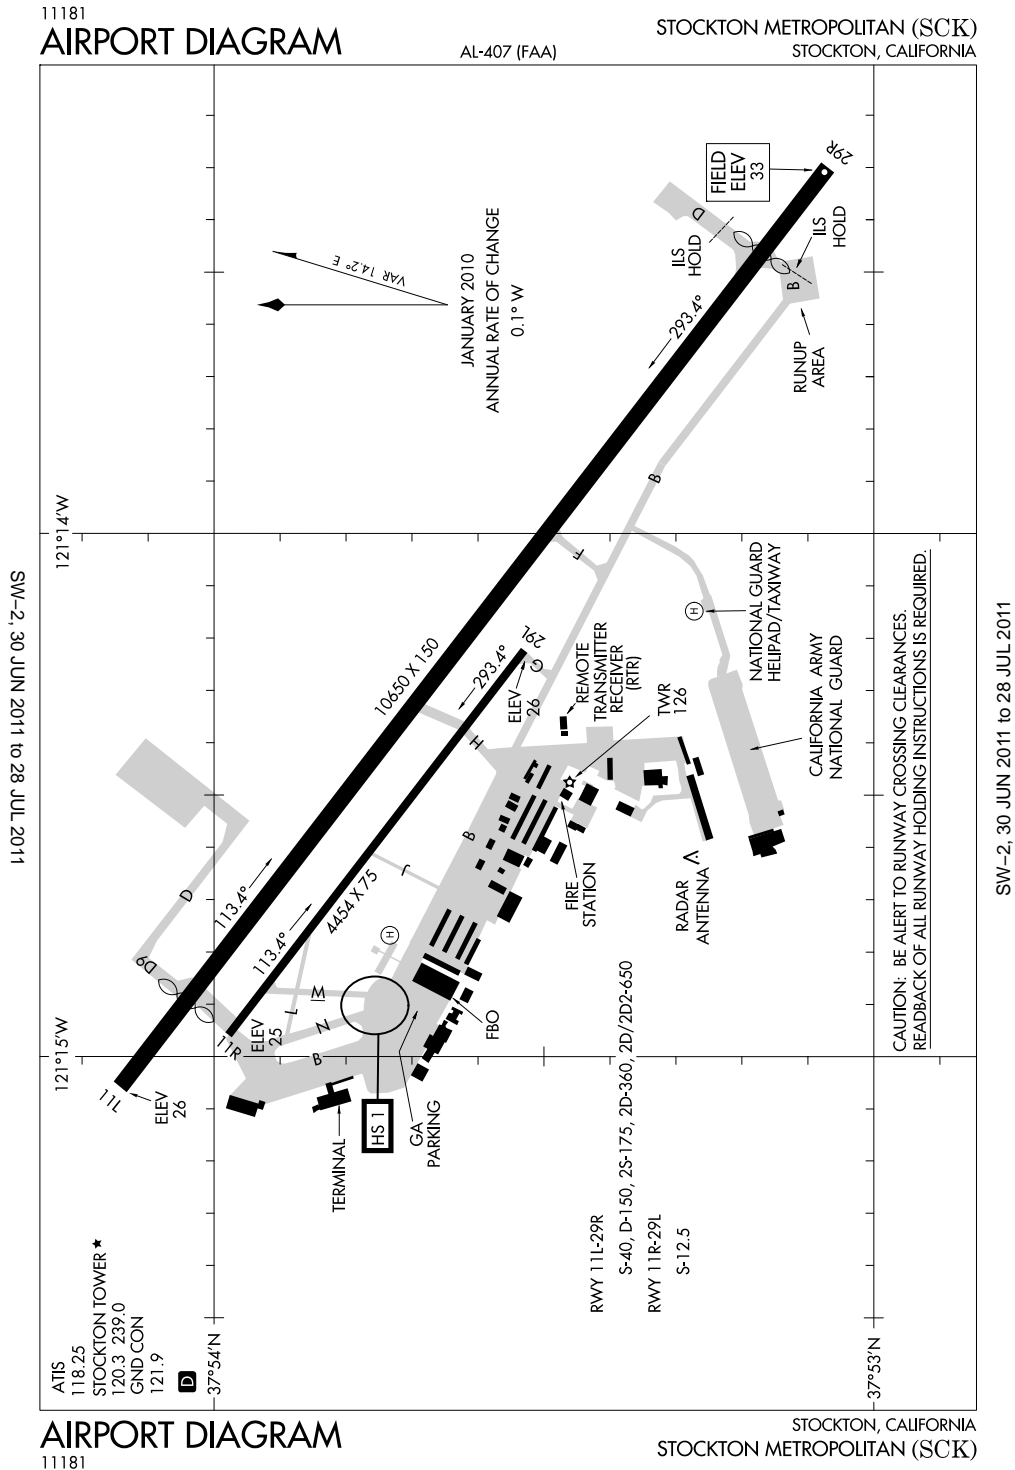 11181
AIRPORT DIAGRAM
AL-407 (FAA)
STOCKTON METROPOLITAN (SCK)
STOCKTON, CALIFORNIA
SW-2, 30 JUN 2011 to 28 JUL 2011
ATIS
118.25
STOCKTON TOWER ★
120.3 239.0
GND CON
121.9
D
37°54'N
37°53'N
121°15'W
121°14'W
JANUARY 2010
ANNUAL RATE OF CHANGE
0.1° W
VAR 14.2° E
FIELD
ELEV
33
29R
D
ILS
HOLD
ILS
HOLD
B
RUNUP
AREA
293.4°
B
F
10650 X 150
29L
293.4°
G
ELEV
26
H
REMOTE
TRANSMITTER
RECEIVER
(RTR)
TWR
126
H
NATIONAL GUARD
HELIPAD/TAXIWAY
CALIFORNIA ARMY
NATIONAL GUARD
B
FIRE
STATION
RADAR
ANTENNA
J
4454 X 75
D
113.4°
113.4°
D9
H
L
M
N
B
ELEV
25
11R
11L
ELEV
26
FBO
GA
PARKING
HS 1
TERMINAL
RWY 11L-29R
S-40, D-150, 2S-175, 2D-360, 2D/2D2-650
RWY 11R-29L
S-12.5
CAUTION: BE ALERT TO RUNWAY CROSSING CLEARANCES.
READBACK OF ALL RUNWAY HOLDING INSTRUCTIONS IS REQUIRED.
SW-2, 30 JUN 2011 to 28 JUL 2011
AIRPORT DIAGRAM
11181
STOCKTON, CALIFORNIA
STOCKTON METROPOLITAN (SCK)